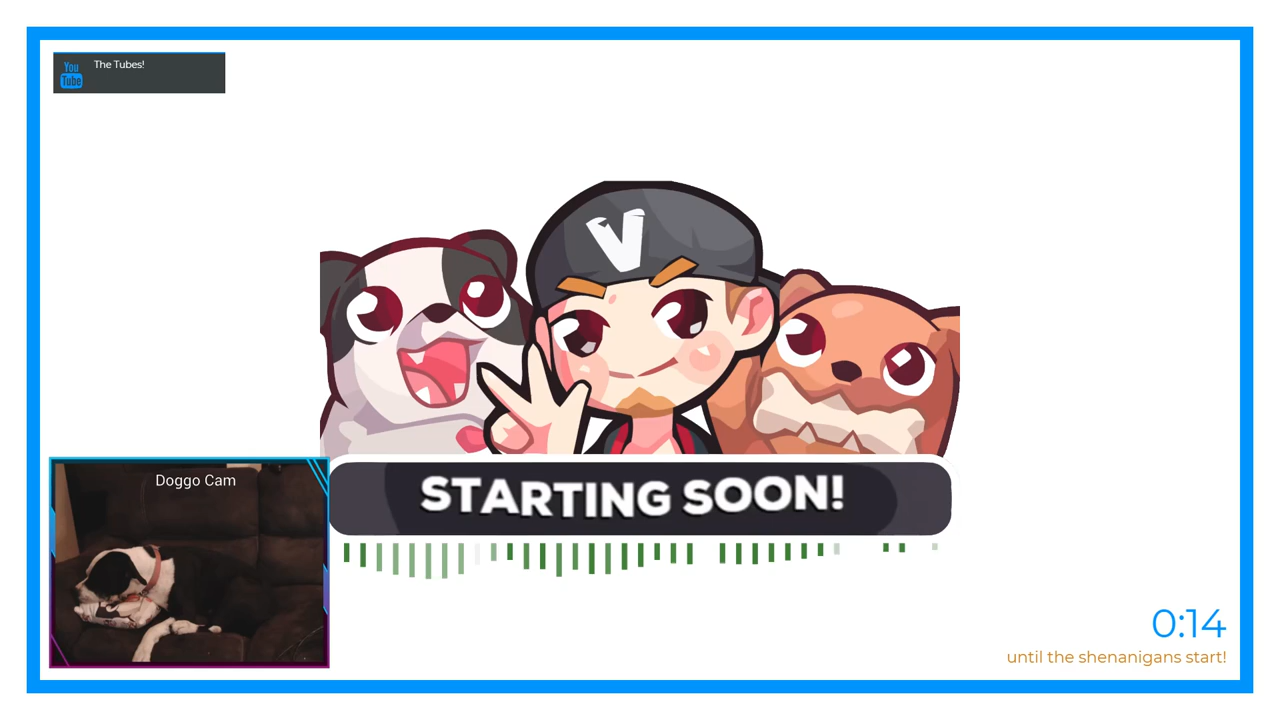 You
Tube
The Tubes!
V
STARTING SOON!
Doggo Cam
0:14
until the shenanigans start!